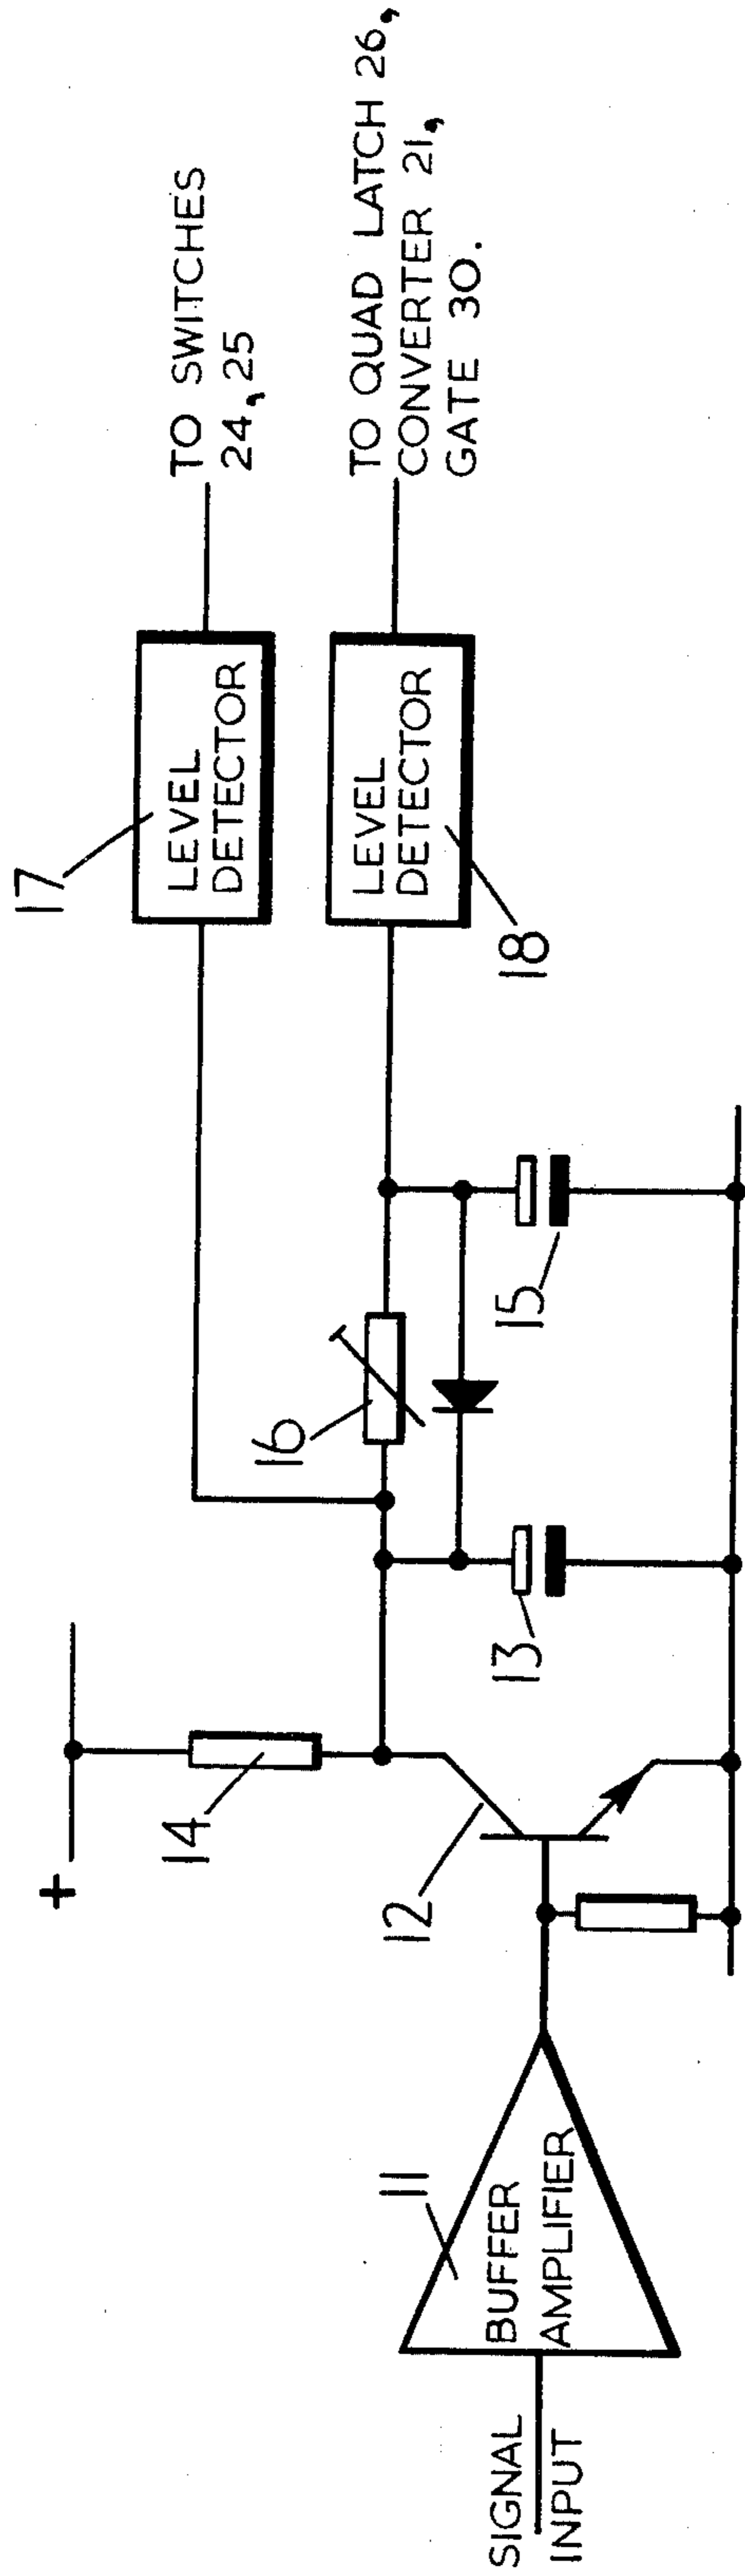 SIGNAL
INPUT
11
BUFFER
AMPLIFIER
12
+
14
13
16
15
17
LEVEL
DETECTOR
18
LEVEL
DETECTOR
TO SWITCHES
24, 25
TO QUAD LATCH 26,
CONVERTER 21,
GATE 30.